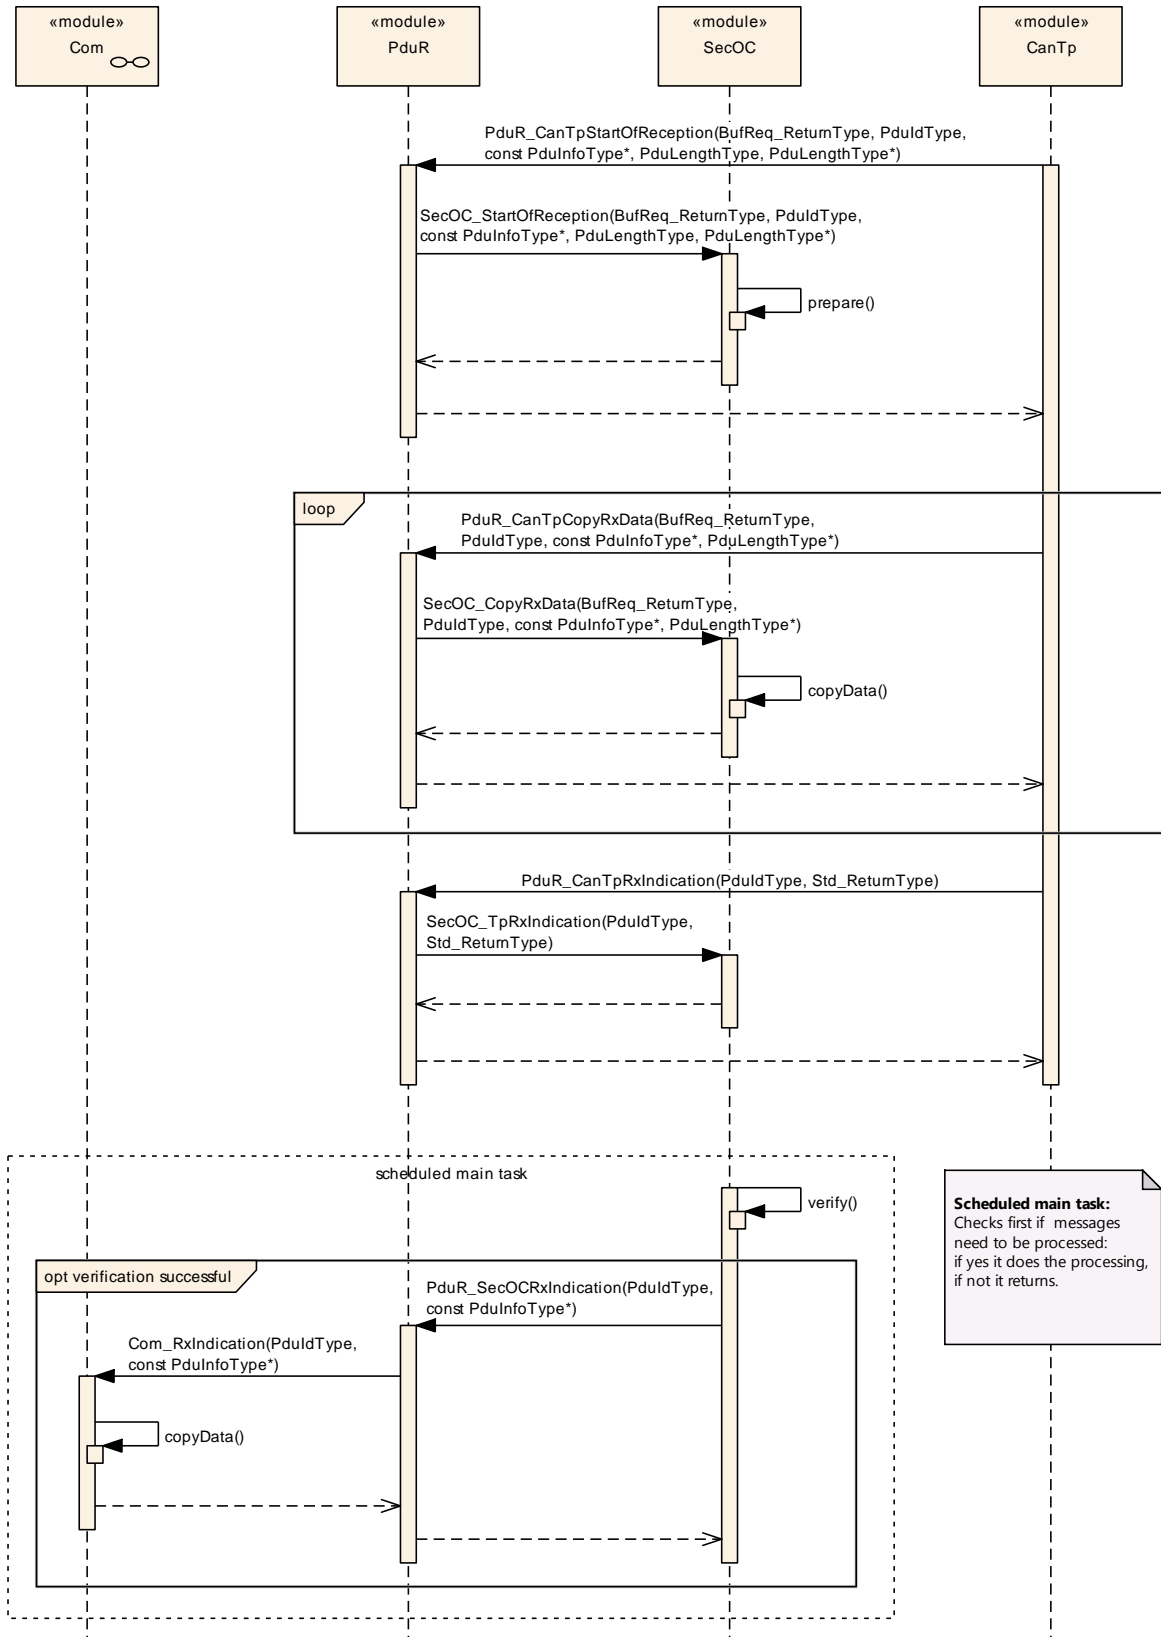 «module»
Com
«module»
PduR
«module»
SecOC
«module»
CanTp
PduR_CanTpStartOfReception(BufReq_ReturnType, PduIdType,
const PduInfoType*, PduLengthType, PduLengthType*)
SecOC_StartOfReception(BufReq_ReturnType, PduIdType,
const PduInfoType*, PduLengthType, PduLengthType*)
prepare()
loop
PduR_CanTpCopyRxData(BufReq_ReturnType,
PduIdType, const PduInfoType*, PduLengthType*)
SecOC_CopyRxData(BufReq_ReturnType,
PduIdType, const PduInfoType*, PduLengthType*)
copyData()
PduR_CanTpRxIndication(PduIdType, Std_ReturnType)
SecOC_TpRxIndication(PduIdType,
Std_ReturnType)
scheduled main task
verify()
Scheduled main task:
Checks first if messages
need to be processed:
if yes it does the processing,
if not it returns.
opt verification successful
PduR_SecOCRxIndication(PduIdType,
const PduInfoType*)
Com_RxIndication(PduIdType,
const PduInfoType*)
copyData()